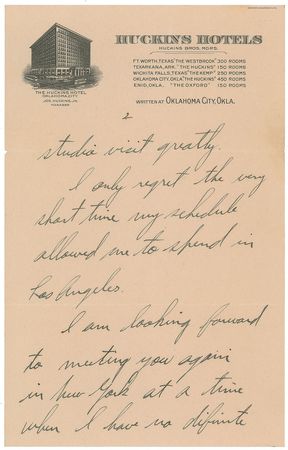 HUCKINS HOTELS
HUCKINS BROS. MGRS.
FT. WORTH, TEXAS "THE WESTBROOK" 300 ROOMS
TEXARKANA, ARK. "THE HUCKINS" 150 ROOMS
WICHITA FALLS, TEXAS "THE KEMP" 250 ROOMS
OKLAHOMA CITY, OKLA. "THE HUCKINS" 450 ROOMS
ENID, OKLA. "THE OXFORD" 150 ROOMS
THE HUCKINS HOTEL
OKLAHOMA CITY
JOS. HUCKINS, JR.
MANAGER
WRITTEN AT OKLAHOMA CITY, OKLA.
2
studio visit greatly.
I only regret the very
short time my schedule
allowed me to spend in
Los Angeles.
I am looking forward
to meeting you again
in New York at a time
when I have no difinite